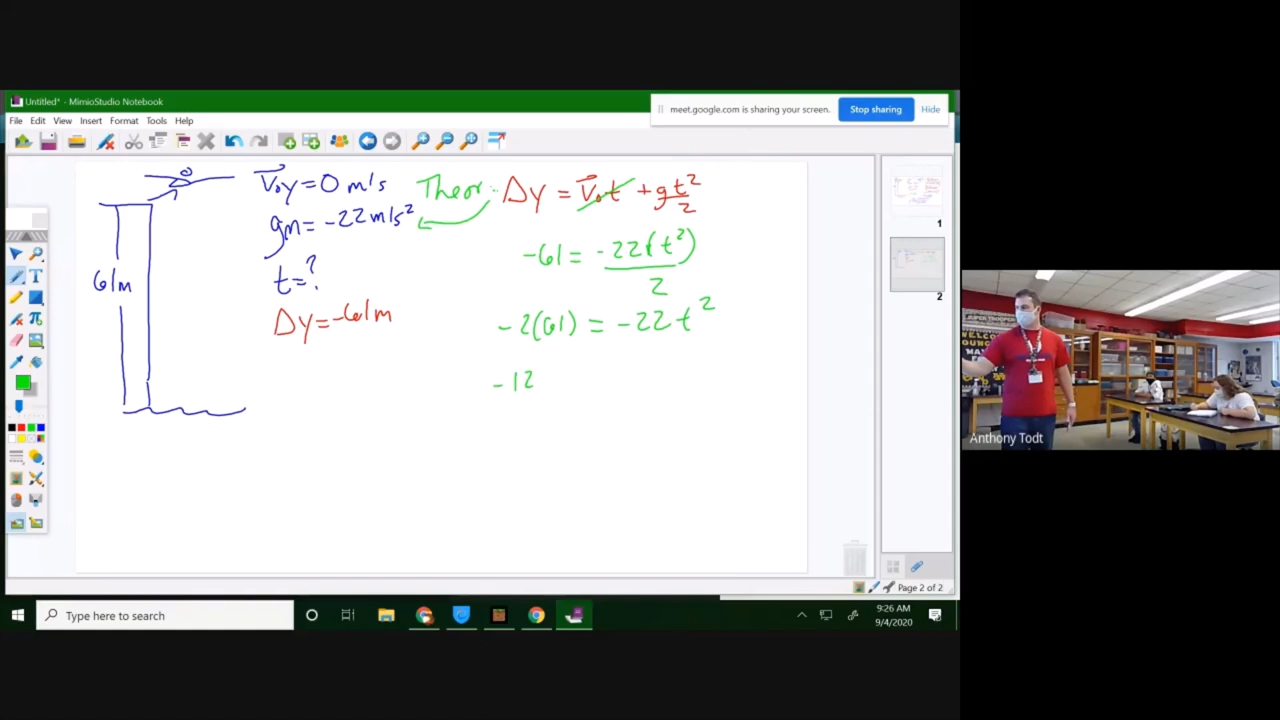 Untitled* - MimioStudio Notebook
meet.google.com is sharing your screen.
Stop sharing
Hide
File Edit View Insert Format Tools Help
V₀y = 0 m/s
gm = -22 m/s²
t = ?
Δy = -61m
61m
Theor
Δy = V₀t + gt²/2
-61 = -22(t²)/2
-2(61) = -22t²
-12
1
2
Anthony Todt
Page 2 of 2
Type here to search
9:26 AM
9/4/2020